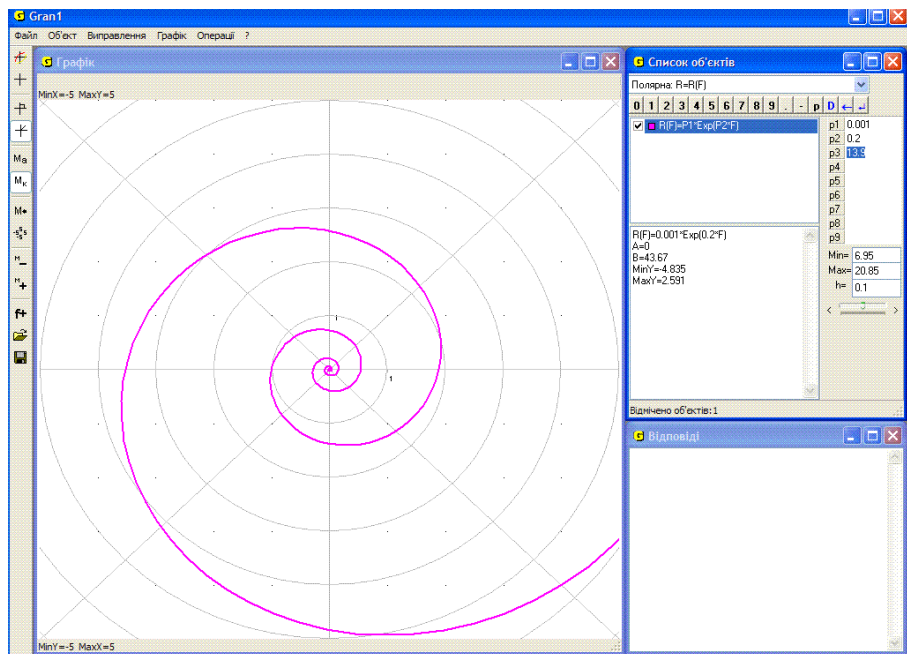 Gran1
Файл Об'єкт Виправлення Графік Операції ?
Графік
MinX=-5 MaxY=5
1
1
MinY=-5 MaxX=5
Mа
Mк
M•
M
M
f+
Список об'єктів
Полярна: R=R(F)
0 1 2 3 4 5 6 7 8 9 . - p D ← ↵
R(F)=P1*Exp(P2*F)
p1 0.001
p2 0.2
p3 13.9
p4
p5
p6
p7
p8
p9
R(F)=0.001*Exp(0.2*F)
A=0
B=43.67
MinY=-4.835
MaxY=2.591
Min= 6.95
Max= 20.85
h= 0.1
< >
Відмічено об'єктів:1
Відповіді